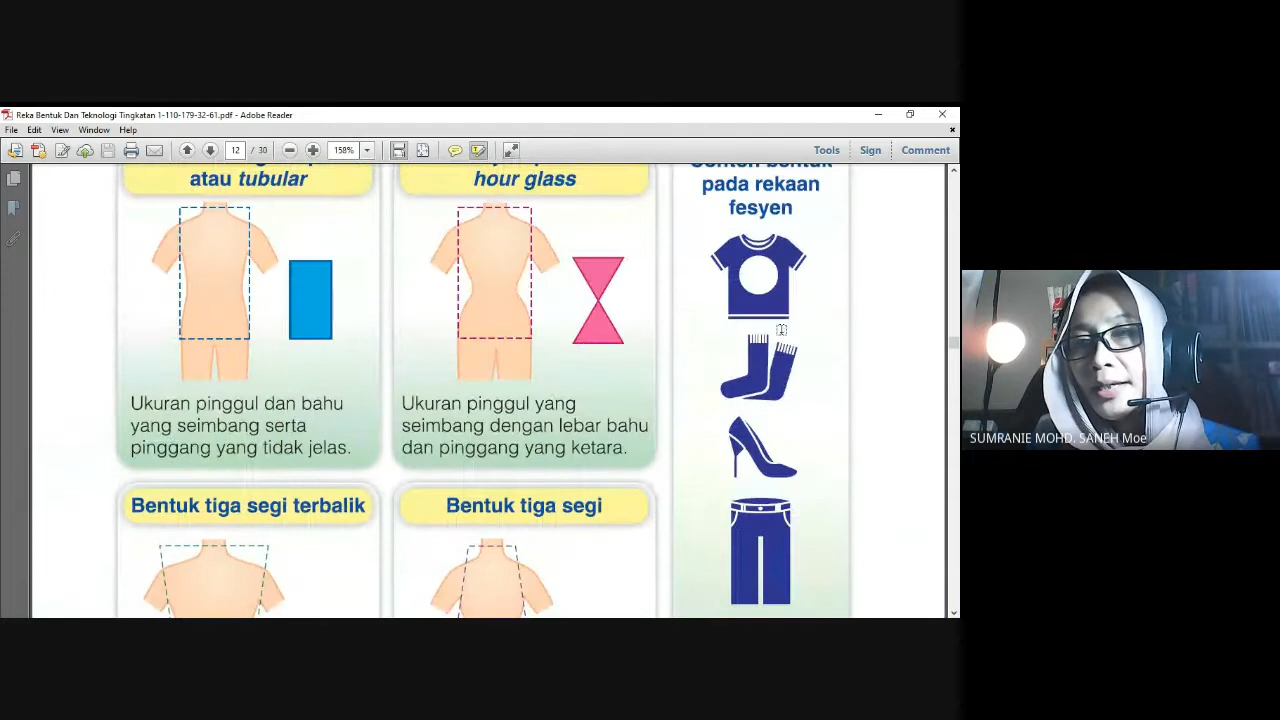 Reka Bentuk Dan Teknologi Tingkatan 1-110-179-32-61.pdf - Adobe Reader
File Edit View Window Help
12 / 30 158% Tools Sign Comment
atau tubular
hour glass
Contoh bentuk
pada rekaan
fesyen
Ukuran pinggul dan bahu
yang seimbang serta
pinggang yang tidak jelas.
Ukuran pinggul yang
seimbang dengan lebar bahu
dan pinggang yang ketara.
Bentuk tiga segi terbalik
Bentuk tiga segi
SUMRANIE MOHD. SANEH Moe